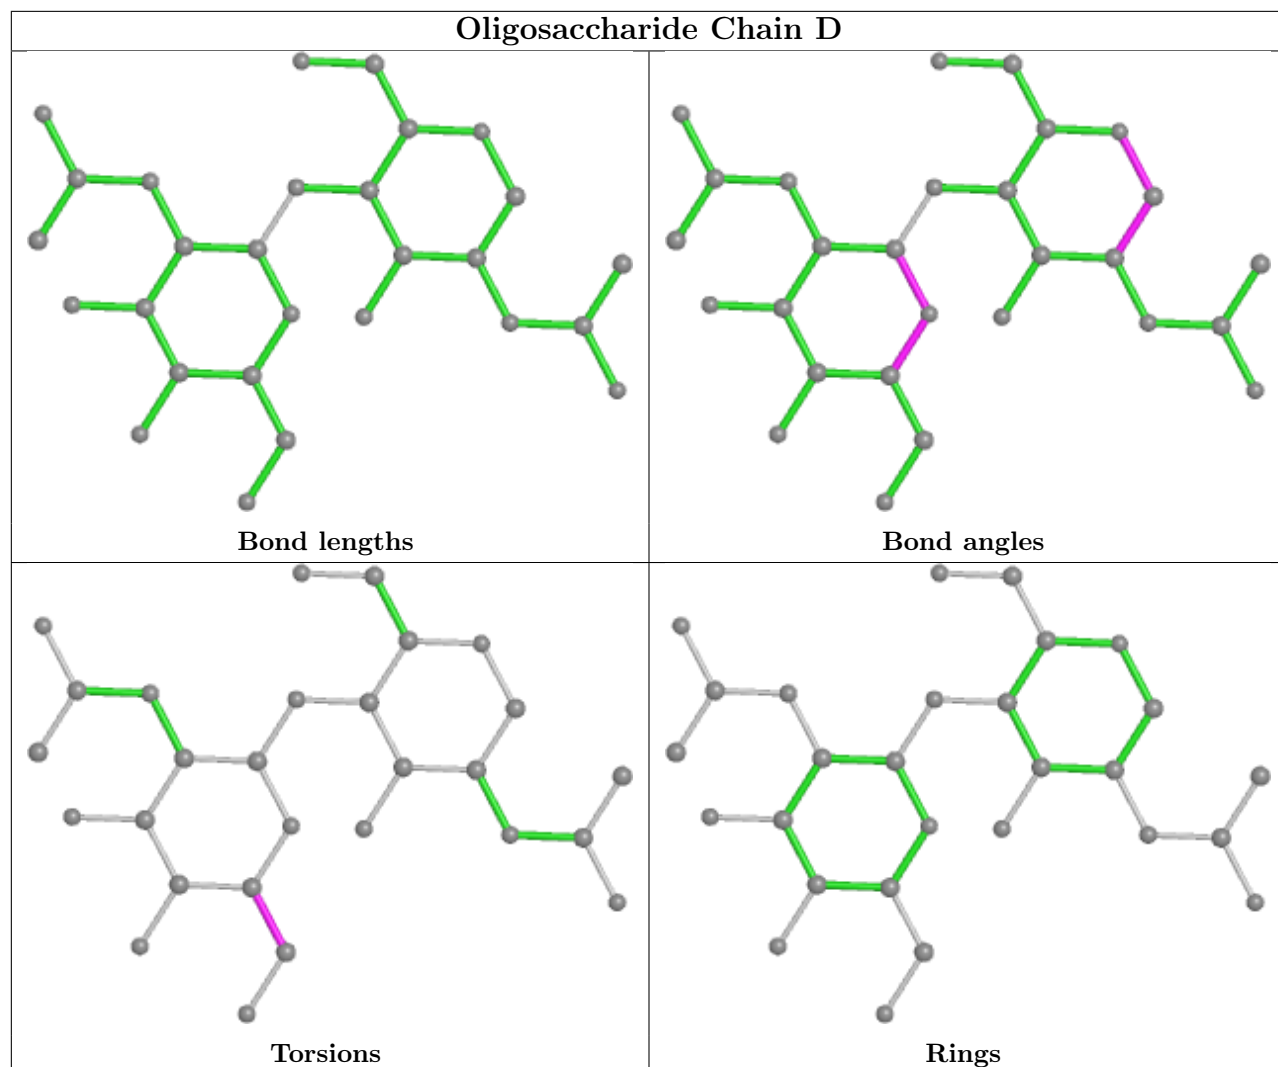 Oligosaccharide Chain D
Bond lengths
Bond angles
Torsions
Rings